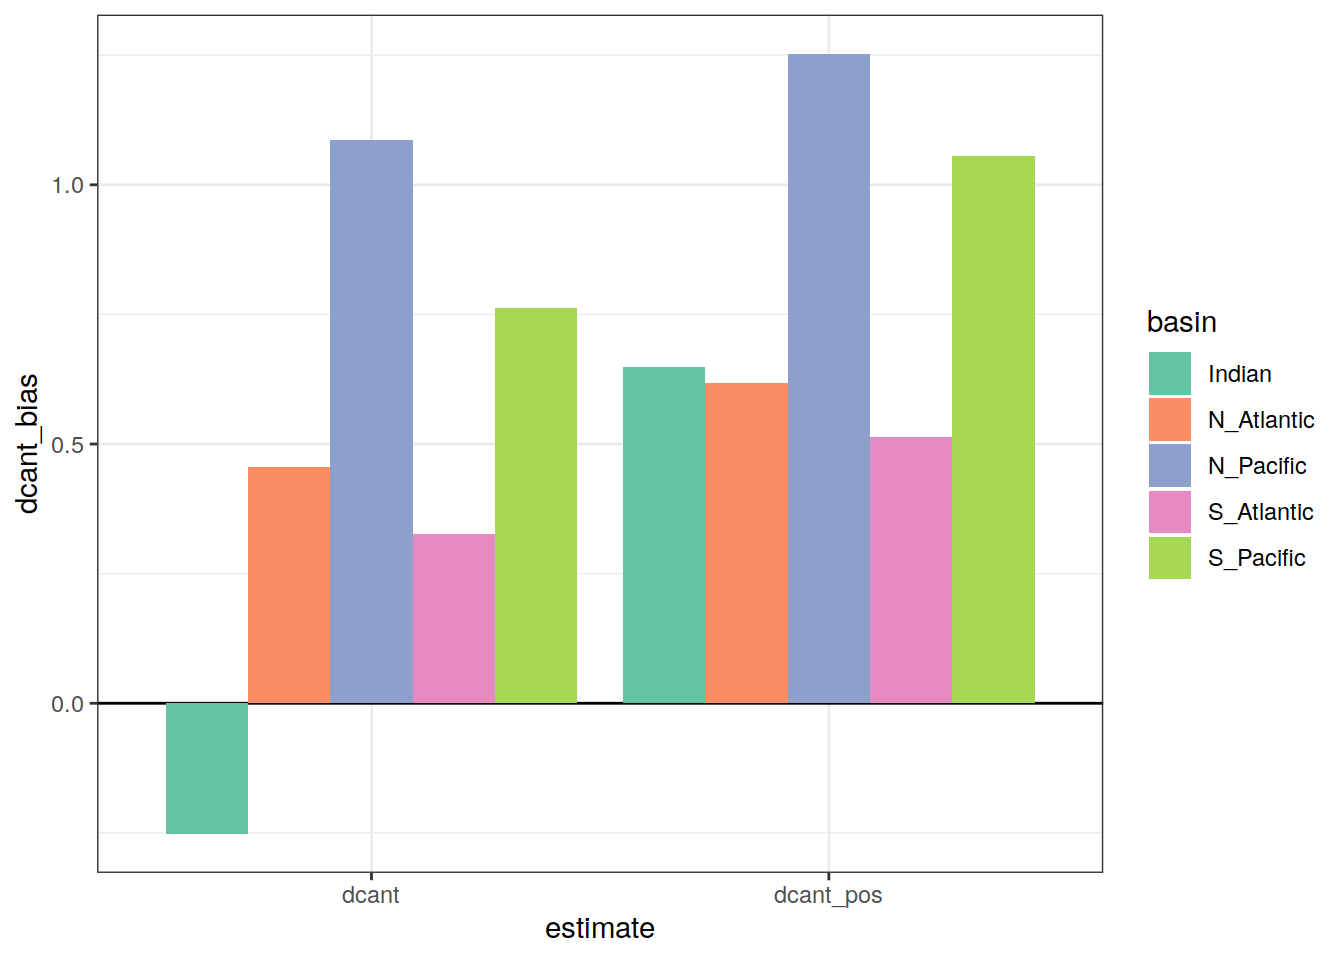 dcant_bias
1.0
0.5
0.0
dcant
dcant_pos
estimate
basin
Indian
N_Atlantic
N_Pacific
S_Atlantic
S_Pacific